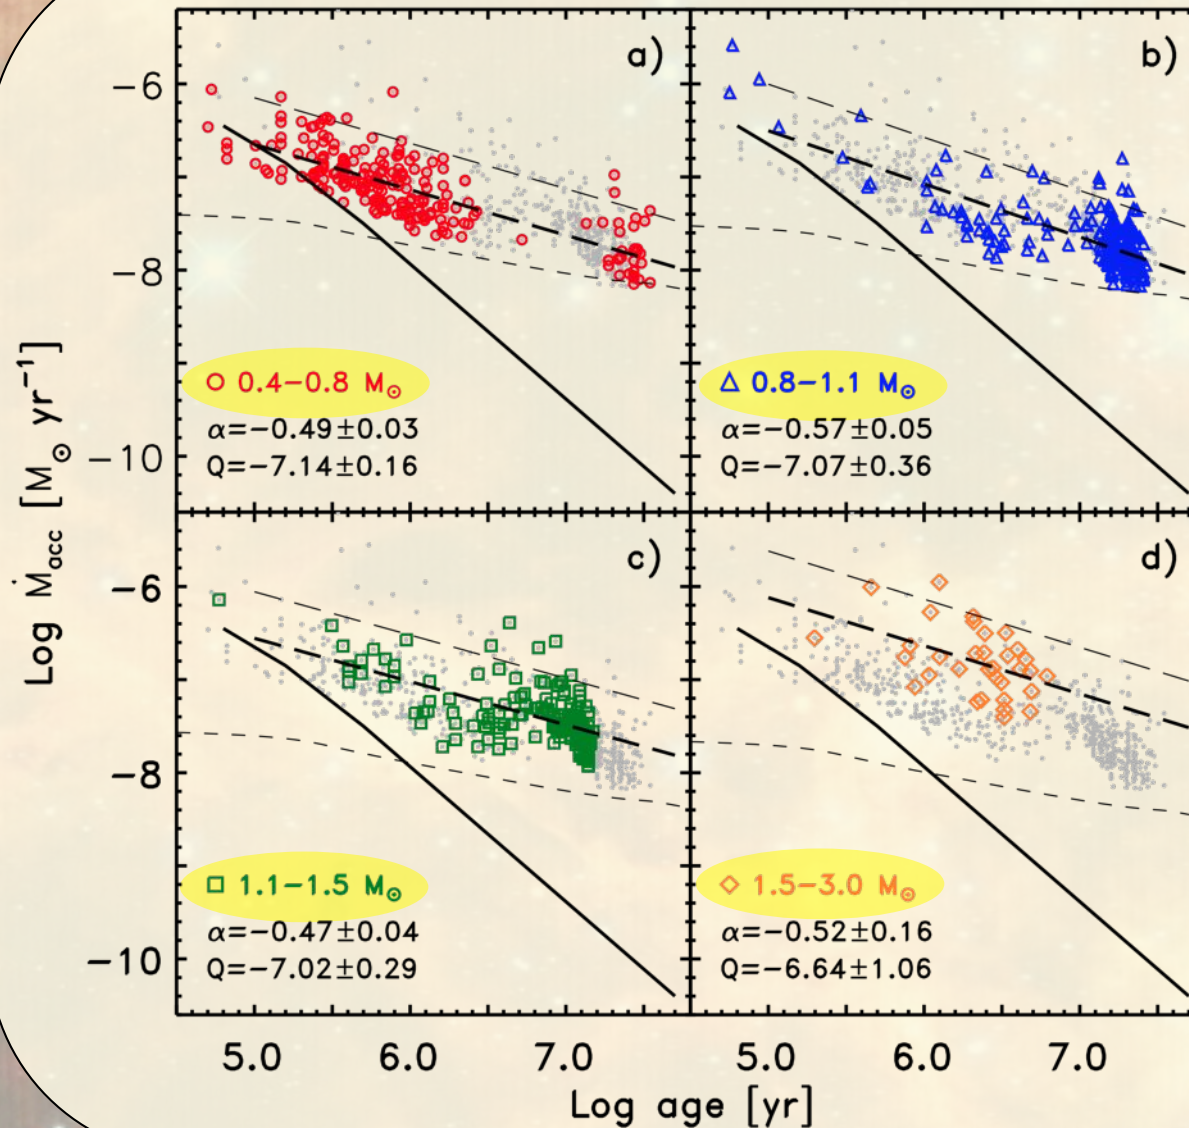 a)
b)
−6
−8
−10
○ 0.4−0.8 M⊙
α=−0.49±0.03
Q=−7.14±0.16
△ 0.8−1.1 M⊙
α=−0.57±0.05
Q=−7.07±0.36
Log Ṁacc [M⊙ yr−1]
c)
d)
−6
−8
−10
□ 1.1−1.5 M⊙
α=−0.47±0.04
Q=−7.02±0.29
◇ 1.5−3.0 M⊙
α=−0.52±0.16
Q=−6.64±1.06
5.0 6.0 7.0 5.0 6.0 7.0
Log age [yr]